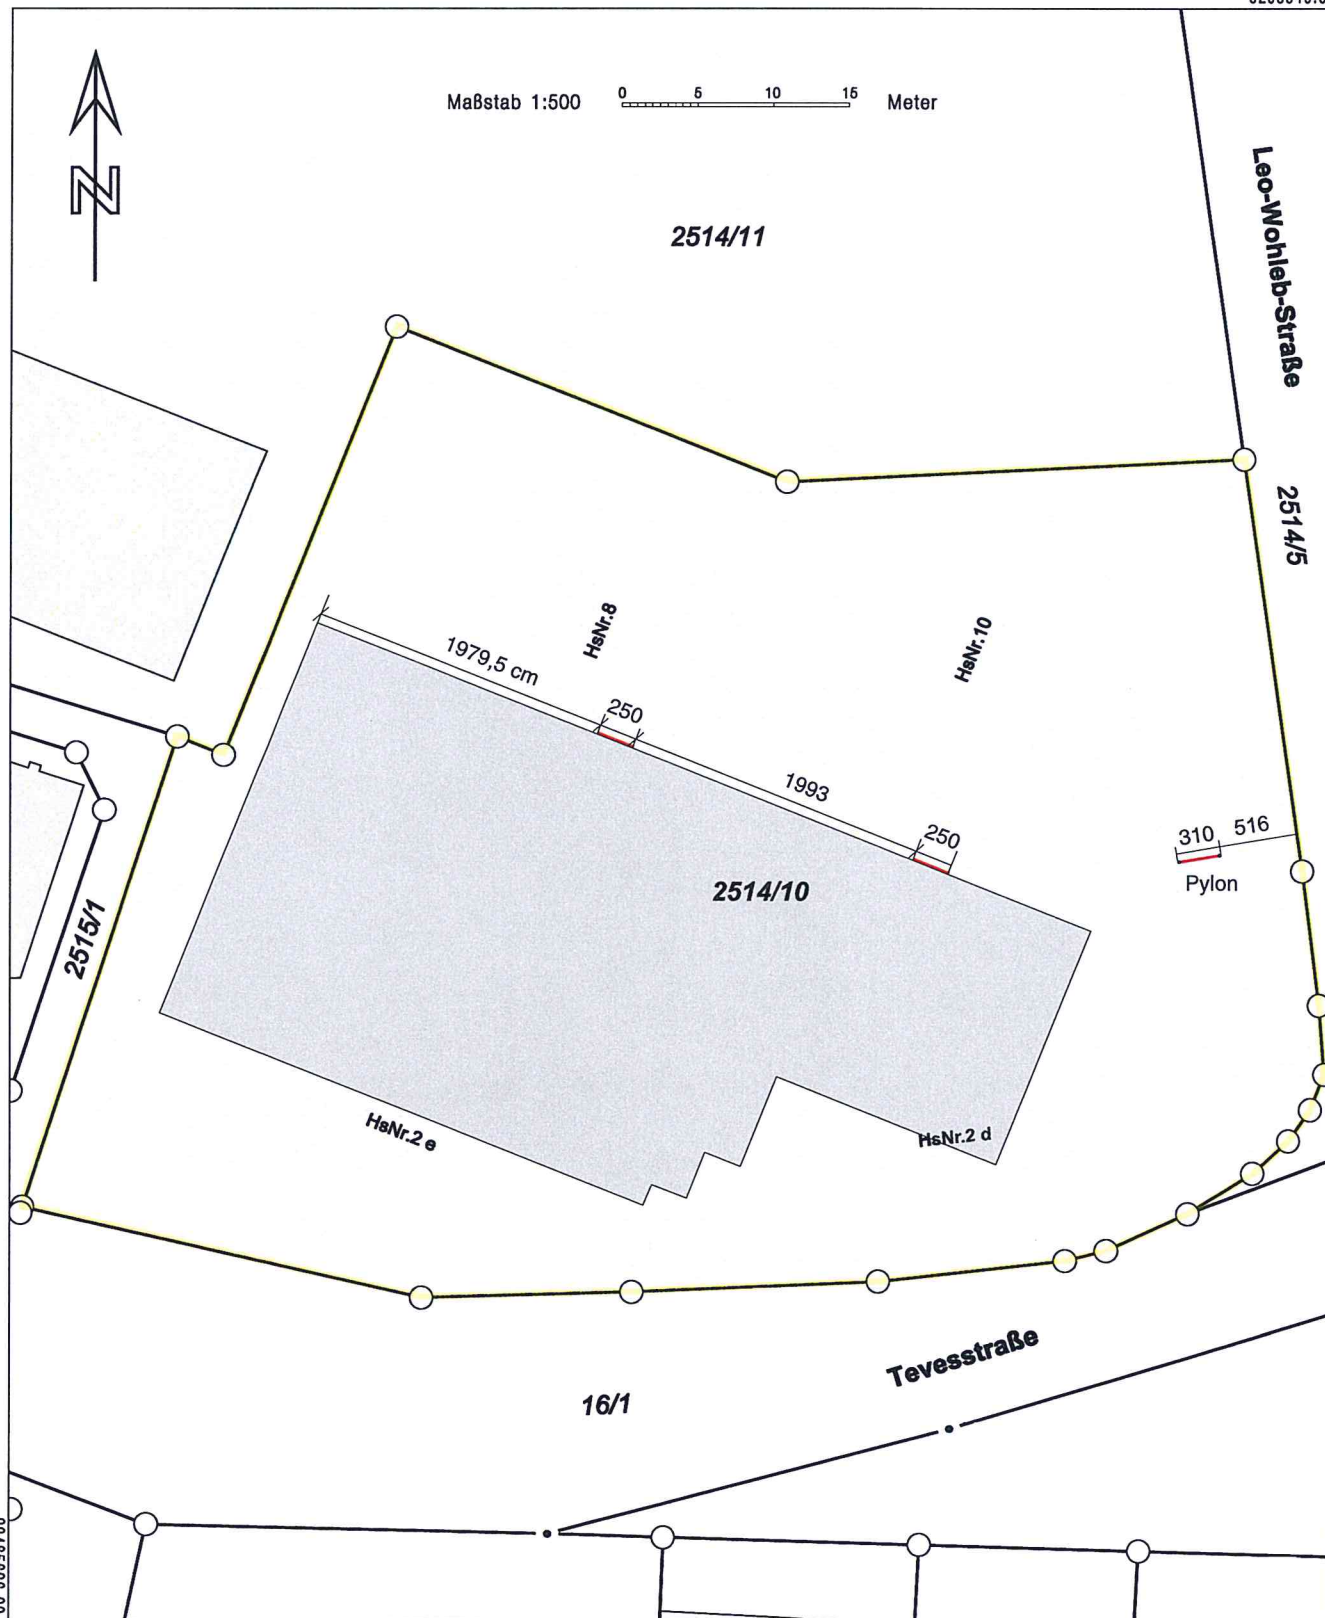 Maßstab 1:500
0 5 10 15
Meter
N
2514/11
Leo-Wohleb-Straße
2514/5
HsNr.8
HsNr.10
1979,5 cm
250
1993
250
310 516
Pylon
2514/10
2515/1
HsNr.2 e
HsNr.2 d
Tevesstraße
16/1